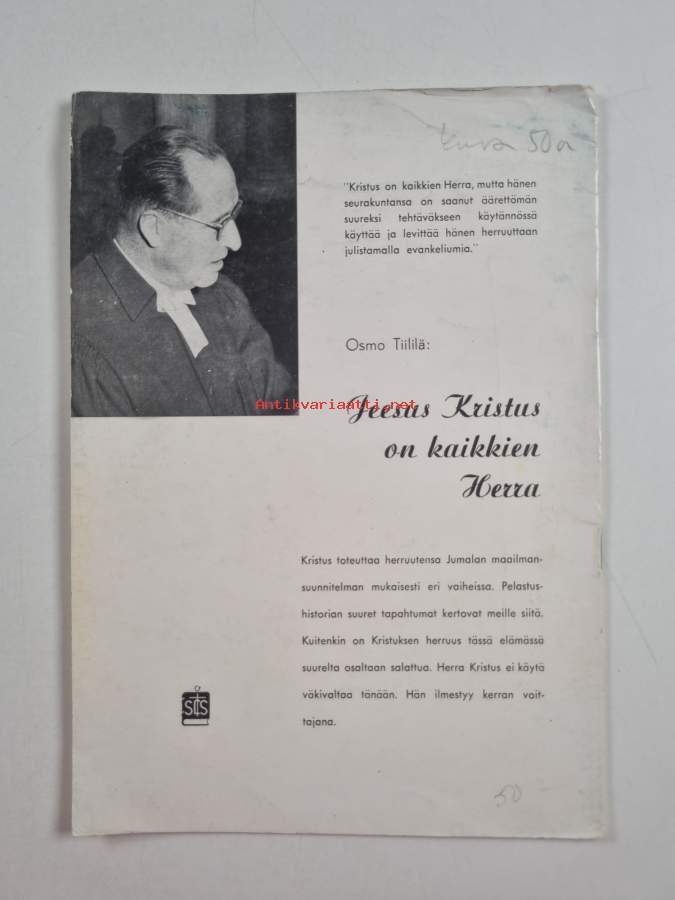 50
"Kristus on kaikkien Herra, mutta hänen
seurakuntansa on saanut äärettömän
suureksi tehtäväkseen käytännössä
käyttää ja levittää hänen herruuttaan
julistamalla evankeliumia."
Osmo Tiililä:
Antikvariaatti.net
Jeesus Kristus
on kaikkien
Herra
Kristus toteuttaa herruutensa Jumalan maailman-
suunnitelman mukaisesti eri vaiheissa. Pelastus-
historian suuret tapahtumat kertovat meille siitä.
Kuitenkin on Kristuksen herruus tässä elämässä
suurelta osaltaan salattua. Herra Kristus ei käytä
väkivaltaa tänään. Hän ilmestyy kerran voit-
tajana.
50